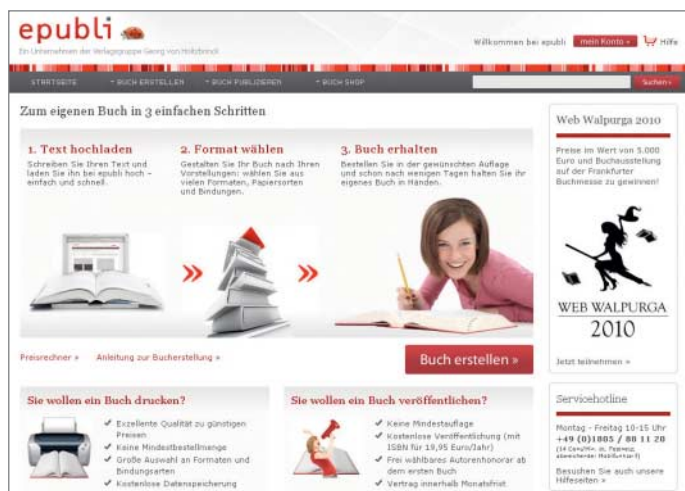 epubli
Ein Unternehmen der Verlagsgruppe Georg von Holtzbrinck
Willkommen bei epubli mein Konto » Hilfe
STARTSEITE BUCH ERSTELLEN BUCH PUBLIZIEREN BUCH SHOP Suchen »
Zum eigenen Buch in 3 einfachen Schritten
1. Text hochladen
Schreiben Sie Ihren Text und
laden Sie ihn bei epubli hoch –
einfach und schnell.
2. Format wählen
Gestalten Sie Ihr Buch nach Ihren
Vorstellungen: wählen Sie aus
vielen Formaten, Papiersorten
und Bindungen.
3. Buch erhalten
Bestellen Sie in der gewünschten Auflage
und schon nach wenigen Tagen halten Sie ihr
eigenes Buch in Händen.
Preisrechner » Anleitung zur Bucherstellung »
Buch erstellen »
Sie wollen ein Buch drucken?
Exzellente Qualität zu günstigen
Preisen
Keine Mindestbestellmenge
Große Auswahl an Formaten und
Bindungsarten
Kostenlose Datenspeicherung
Sie wollen ein Buch veröffentlichen?
Keine Mindestauflage
Kostenlose Veröffentlichung (mit
ISBN für 19,95 Euro/Jahr)
Frei wählbares Autorenhonorar ab
dem ersten Buch
Vertrag innerhalb Monatsfrist
Web Walpurga 2010
Preise im Wert von 5.000
Euro und Buchausstellung
auf der Frankfurter
Buchmesse zu gewinnen!
WEB WALPURGA
2010
Jetzt teilnehmen »
Servicehotline
Montag - Freitag 10-15 Uhr
+49 (0)1805 / 80 11 20
Besuchen Sie auch unsere
Hilfeseiten »